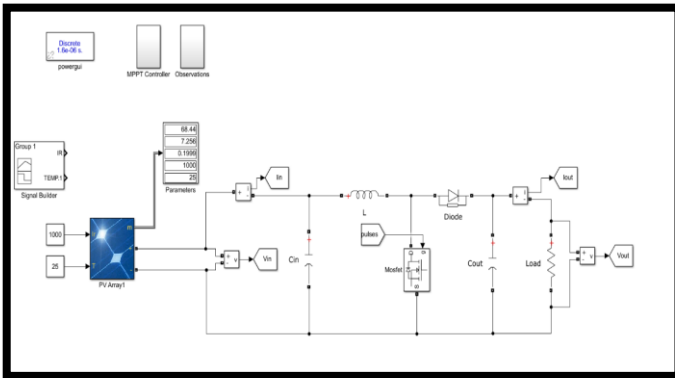 Discrete
1.6e-06 s.
powergui
MPPT Controller
Observations
Group 1
IR
TEMP.1
Signal Builder
68.44
7.256
0.1999
1000
25
Parameters
1000
25
PV Array1
Iin
Vin
Cin
L
pulses
Mosfet
Diode
Cout
Iout
Load
Vout